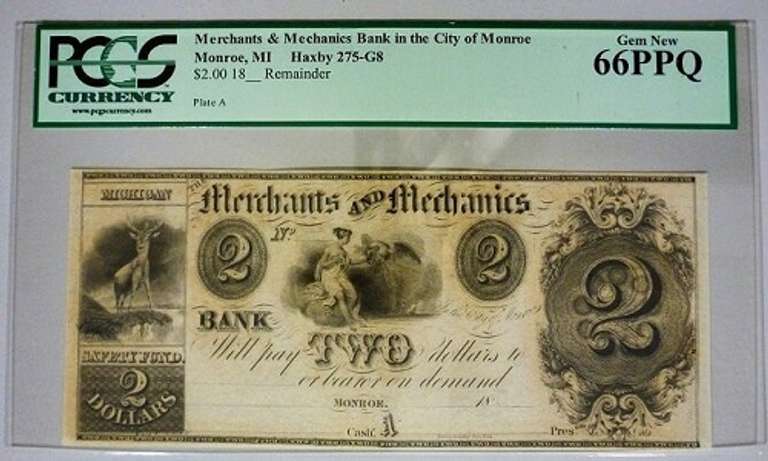 PCGS
CURRENCY
www.pcgscurrency.com
Merchants & Mechanics Bank in the City of Monroe
Monroe, MI Haxby 275-G8
$2.00 18__ Remainder
Plate A
Gem New
66PPQ
MICHIGAN
SAFETY FUND.
2
DOLLARS
THE
Merchants AND Mechanics
2
No
2
BANK
Will pay TWO dollars to
or bearer on demand
MONROE. 18
Cash. A Pres
2